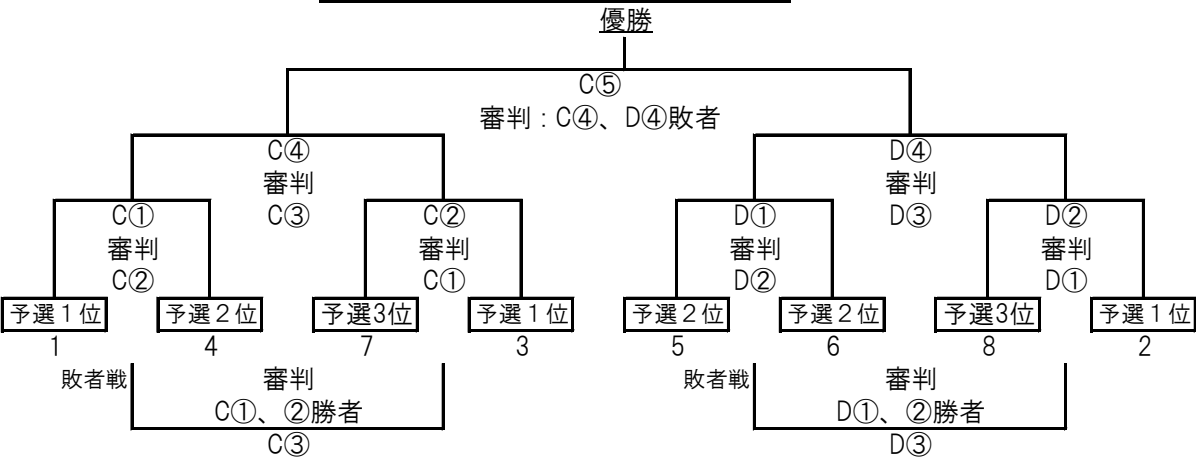 優勝
C⑤
審判：C④、D④敗者
C④ D④
審判 審判
C① C③ C② D① D③ D②
審判 審判 審判 審判
C② C① D② D①
予選１位 予選２位 予選3位 予選１位 予選２位 予選２位 予選3位 予選１位
1 4 7 3 5 6 8 2
敗者戦 審判 敗者戦 審判
C①、②勝者 D①、②勝者
C③ D③